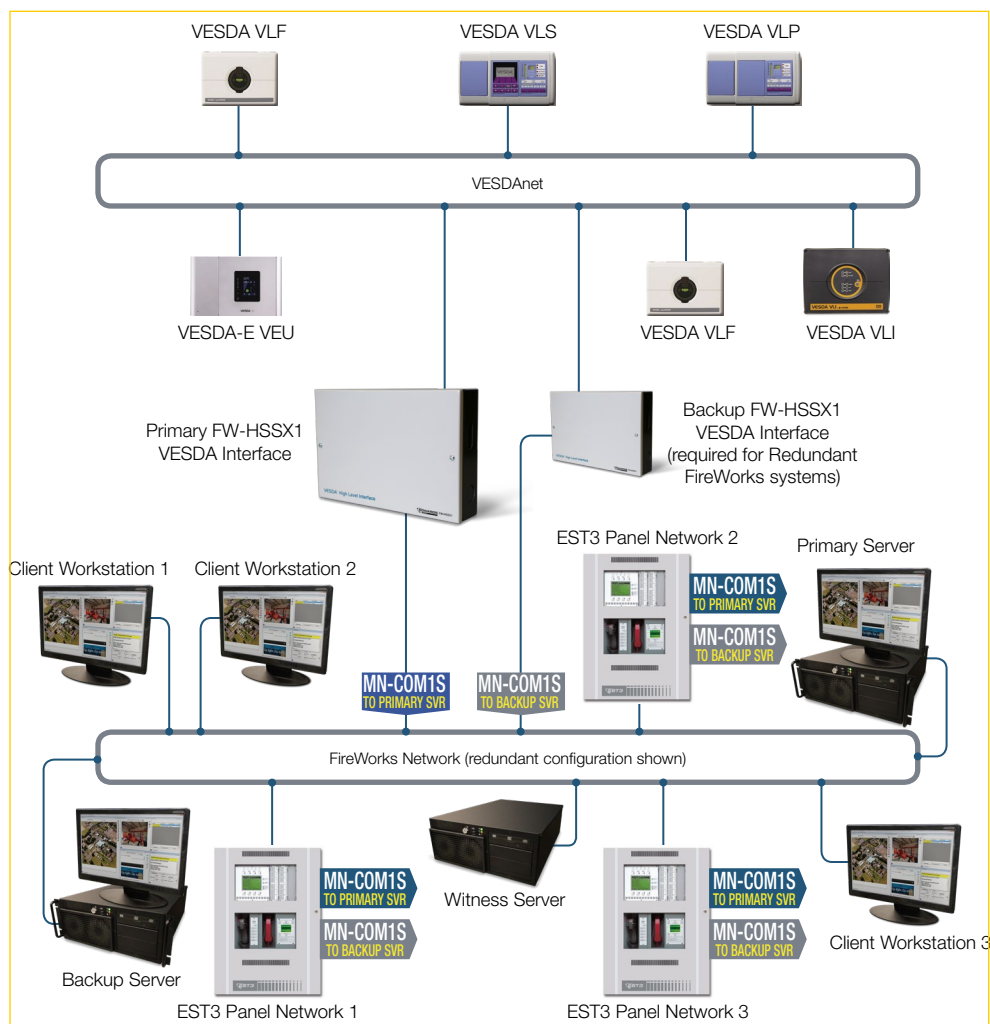 VESDA VLF
VESDA VLS
VESDA VLP
VESDAnet
VESDA-E VEU
VESDA VLF
VESDA VLI
Primary FW-HSSX1
VESDA Interface
Backup FW-HSSX1
VESDA Interface
(required for Redundant
FireWorks systems)
VESDA High Level Interface
EST3 Panel Network 2
Primary Server
Client Workstation 1
Client Workstation 2
MN-COM1S
TO PRIMARY SVR
MN-COM1S
TO BACKUP SVR
MN-COM1S
TO PRIMARY SVR
MN-COM1S
TO BACKUP SVR
FireWorks Network (redundant configuration shown)
MN-COM1S
TO PRIMARY SVR
MN-COM1S
TO BACKUP SVR
Witness Server
MN-COM1S
TO PRIMARY SVR
MN-COM1S
TO BACKUP SVR
Client Workstation 3
Backup Server
EST3 Panel Network 1
EST3 Panel Network 3